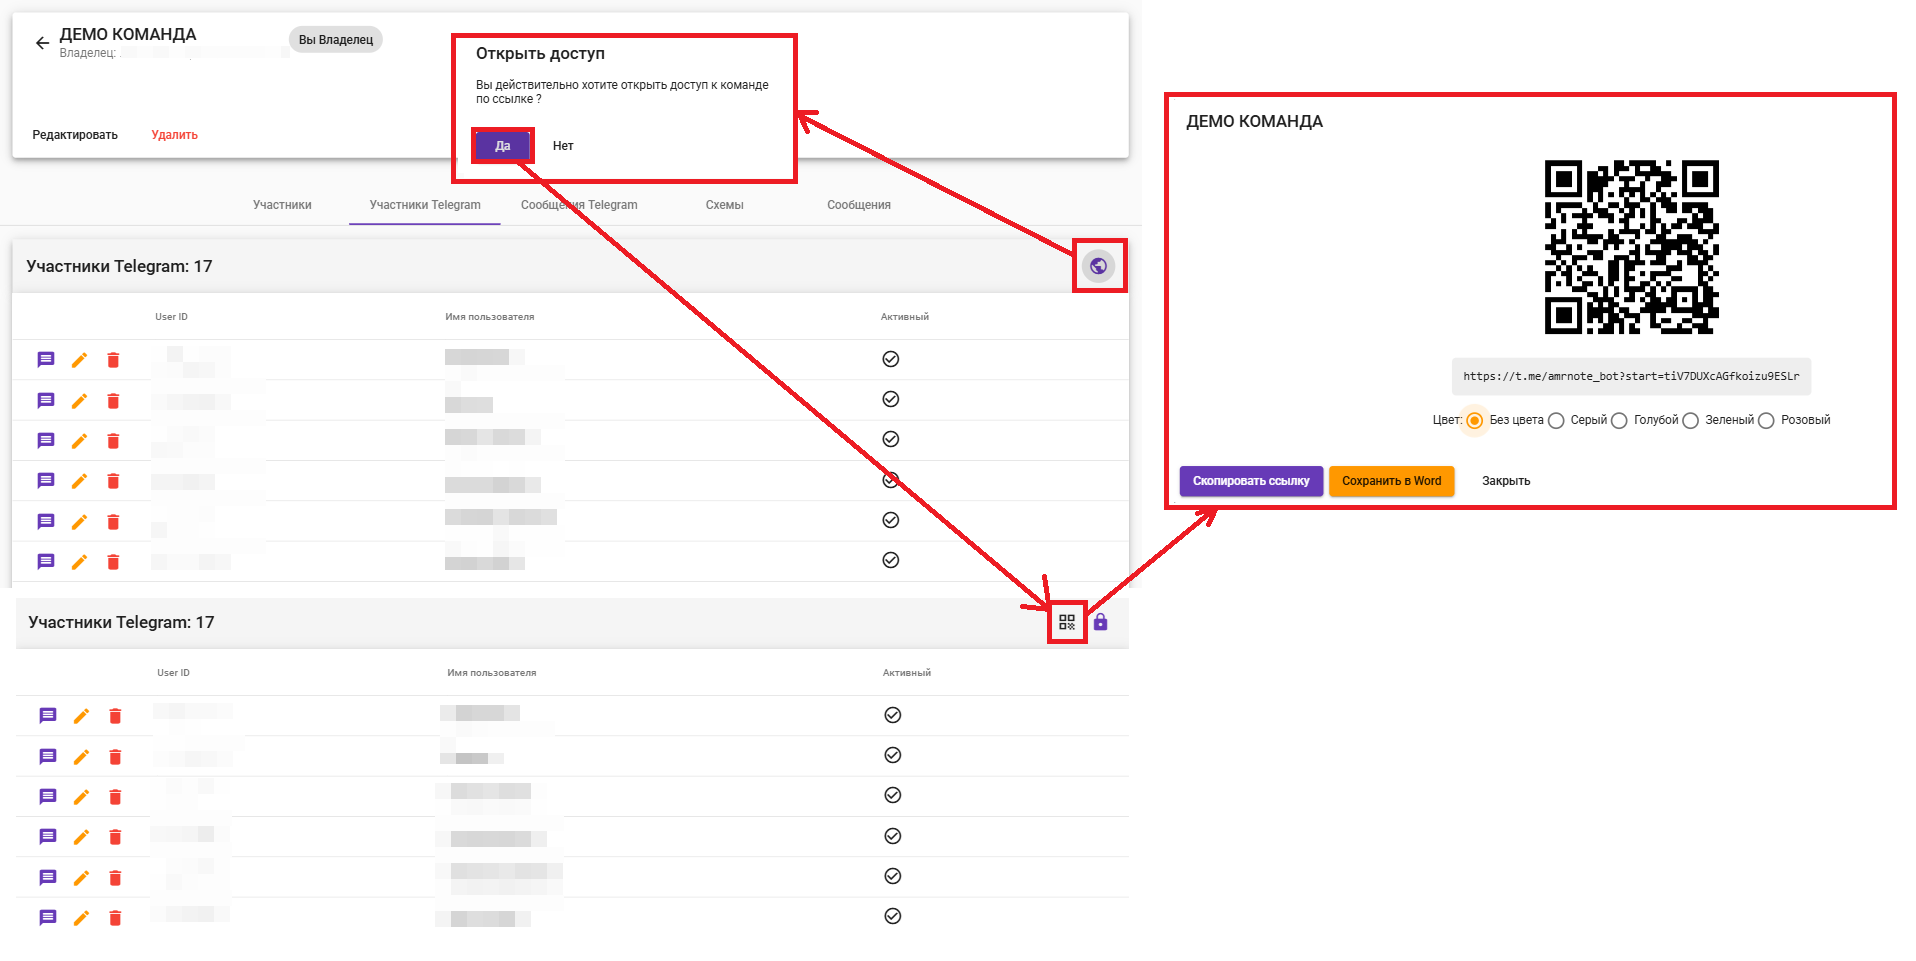 ДЕМО КОМАНДА
Владелец:
Вы Владелец
Редактировать
Удалить
Открыть доступ
Вы действительно хотите открыть доступ к команде
по ссылке ?
Да
Нет
Участники
Участники Telegram
Сообщения Telegram
Схемы
Сообщения
Участники Telegram: 17
User ID
Имя пользователя
Активный
Участники Telegram: 17
User ID
Имя пользователя
Активный
ДЕМО КОМАНДА
https://t.me/amrnote_bot?start=tiV7DUXcAGfkoizu9ESLr
Цвет: Без цвета Серый Голубой Зеленый Розовый
Скопировать ссылку
Сохранить в Word
Закрыть